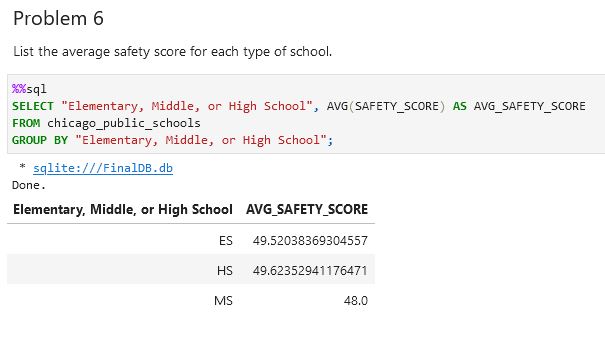 Problem 6
List the average safety score for each type of school.
%%sql
SELECT "Elementary, Middle, or High School", AVG(SAFETY_SCORE) AS AVG_SAFETY_SCORE
FROM chicago_public_schools
GROUP BY "Elementary, Middle, or High School";
* sqlite:///FinalDB.db
Done.
Elementary, Middle, or High School AVG_SAFETY_SCORE
ES 49.52038369304557
HS 49.62352941176471
MS 48.0